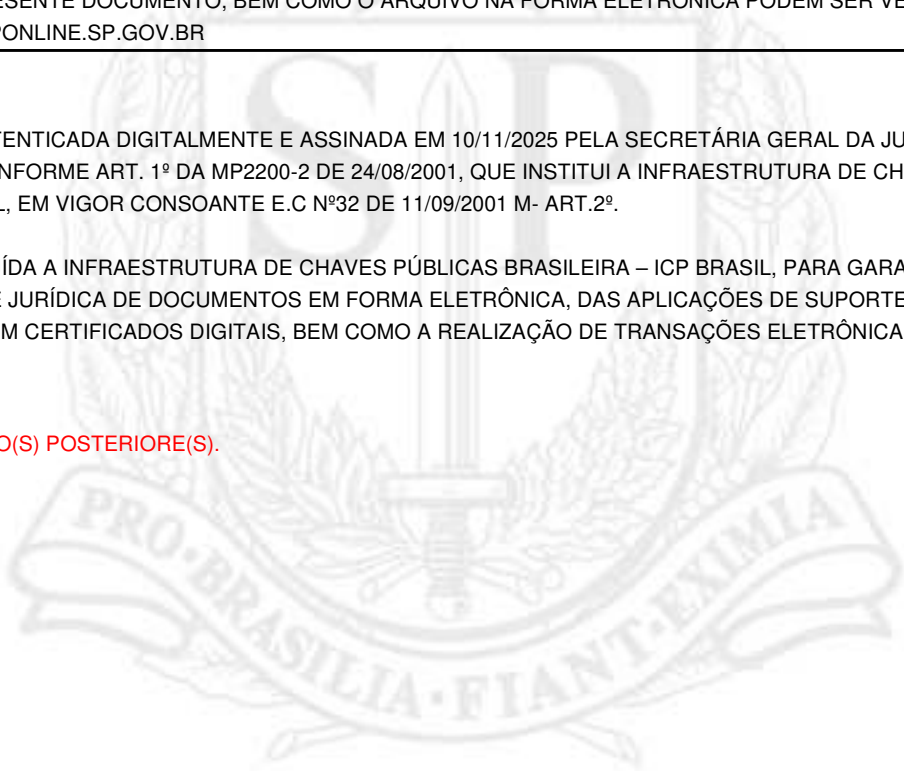 ESENTE DOCUMENTO, BEM COMO O ARQUIVO NA FORMA ELETRÔNICA PODEM SER VE
PONLINE.SP.GOV.BR
TENTICADA DIGITALMENTE E ASSINADA EM 10/11/2025 PELA SECRETÁRIA GERAL DA JU
NFORME ART. 1º DA MP2200-2 DE 24/08/2001, QUE INSTITUI A INFRAESTRUTURA DE CH
L, EM VIGOR CONSOANTE E.C Nº32 DE 11/09/2001 M- ART.2º.
ÍDA A INFRAESTRUTURA DE CHAVES PÚBLICAS BRASILEIRA – ICP BRASIL, PARA GARA
E JURÍDICA DE DOCUMENTOS EM FORMA ELETRÔNICA, DAS APLICAÇÕES DE SUPORTE
M CERTIFICADOS DIGITAIS, BEM COMO A REALIZAÇÃO DE TRANSAÇÕES ELETRÔNICA
O(S) POSTERIORE(S).
SP
PRO·BRASILIA·FIANT·EXIMIA